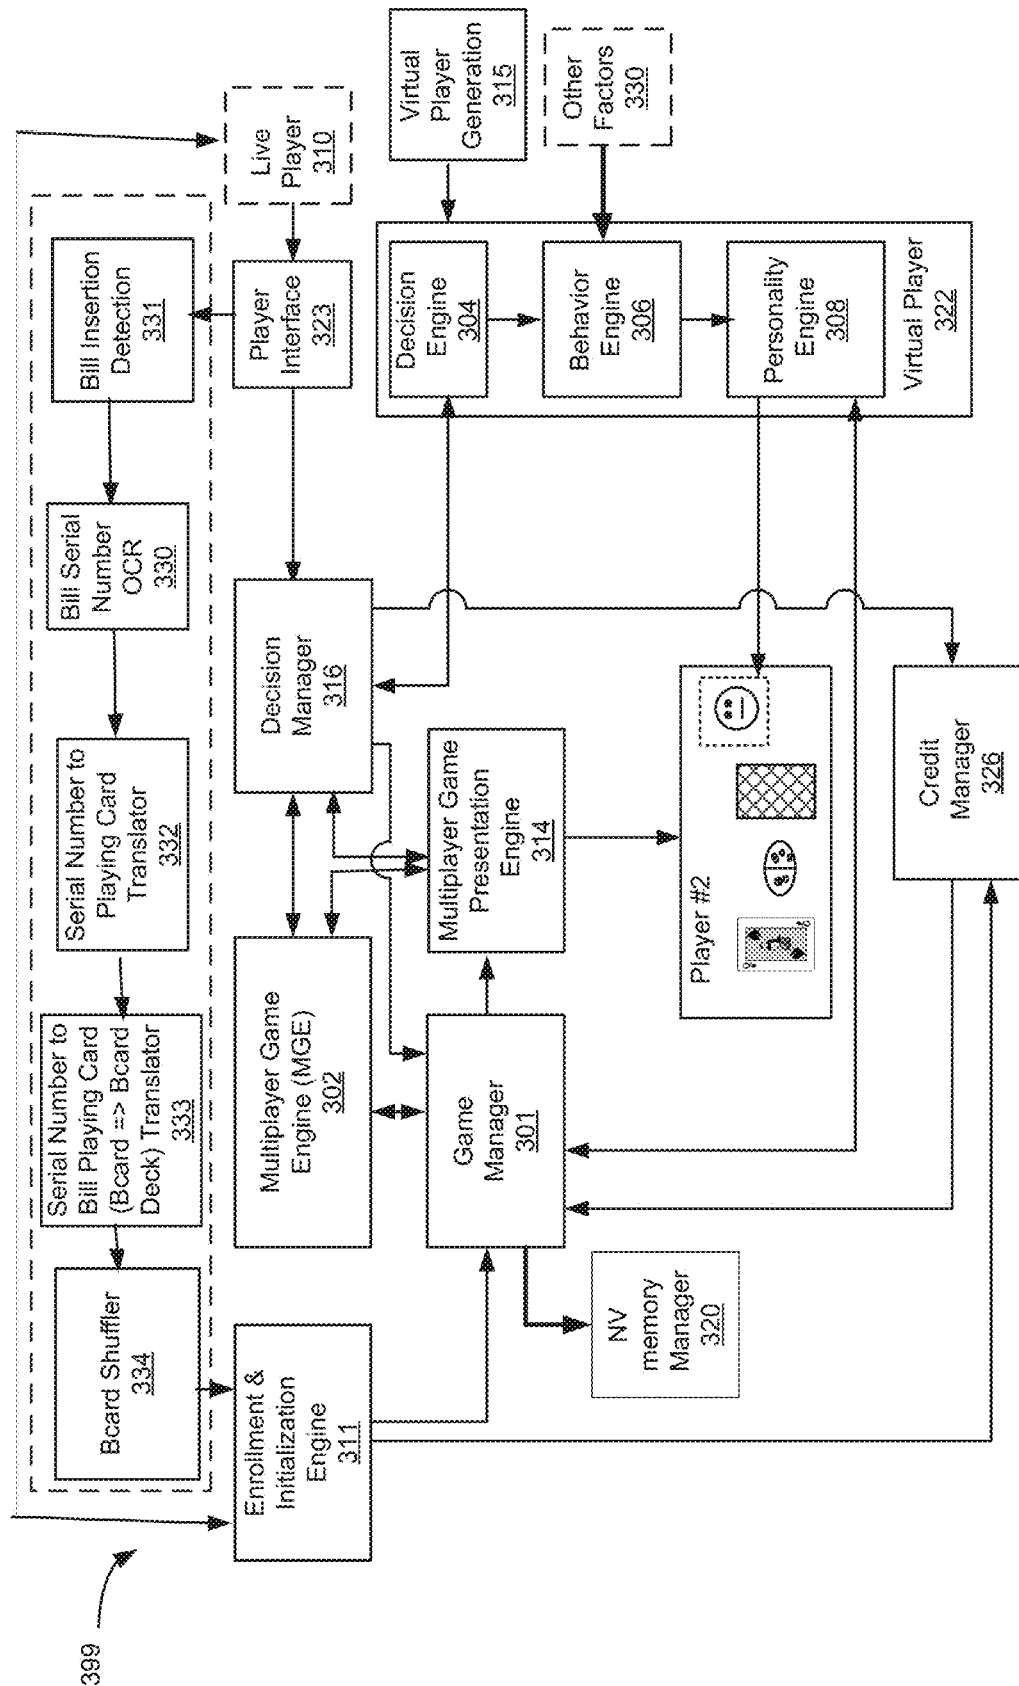 399
Bcard Shuffler
334
Serial Number to
Bill Playing Card
(Bcard => Bcard
Deck) Translator
333
Serial Number to
Playing Card
Translator
332
Bill Serial
Number
OCR
330
Bill Insertion
Detection
331
Enrollment &
Initialization
Engine
311
Multiplayer Game
Engine (MGE)
302
Decision
Manager
316
Player
Interface
323
Live
Player
310
Game
Manager
301
Multiplayer Game
Presentation
Engine
314
Decision
Engine
304
Behavior
Engine
306
Personality
Engine
308
Virtual Player
322
Virtual
Player
Generation
315
Other
Factors
330
NV
memory
Manager
320
Player #2
Credit
Manager
326